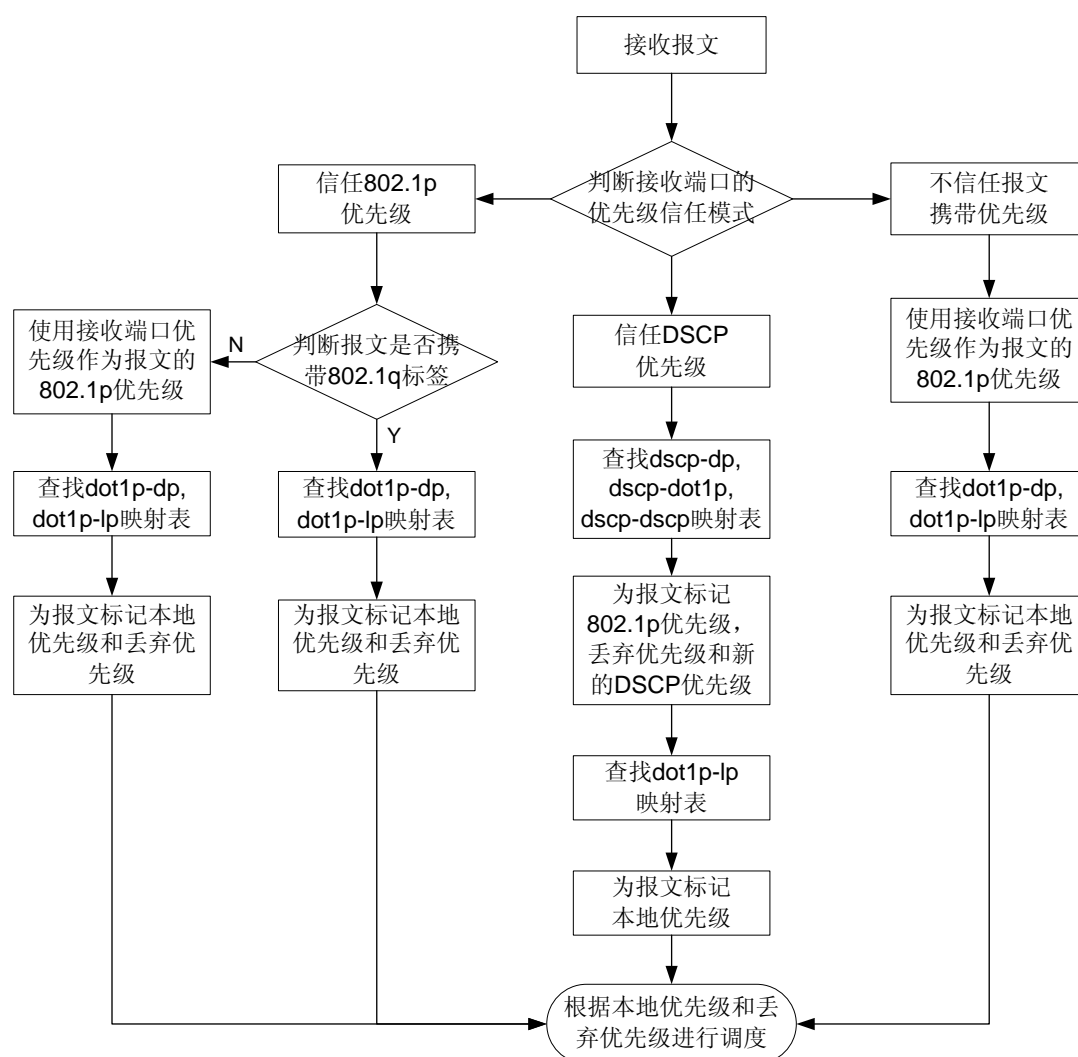 接收报文
判断接收端口的
优先级信任模式
信任802.1p
优先级
不信任报文
携带优先级
判断报文是否携
带802.1q标签
N
Y
使用接收端口优
先级作为报文的
802.1p优先级
查找dot1p-dp,
dot1p-lp映射表
为报文标记本地
优先级和丢弃优
先级
查找dot1p-dp,
dot1p-lp映射表
为报文标记本地
优先级和丢弃优
先级
信任DSCP
优先级
查找dscp-dp,
dscp-dot1p,
dscp-dscp映射表
为报文标记
802.1p优先级，
丢弃优先级和新
的DSCP优先级
查找dot1p-lp
映射表
为报文标记
本地优先级
使用接收端口优
先级作为报文的
802.1p优先级
查找dot1p-dp,
dot1p-lp映射表
为报文标记本地
优先级和丢弃优
先级
根据本地优先级和丢
弃优先级进行调度